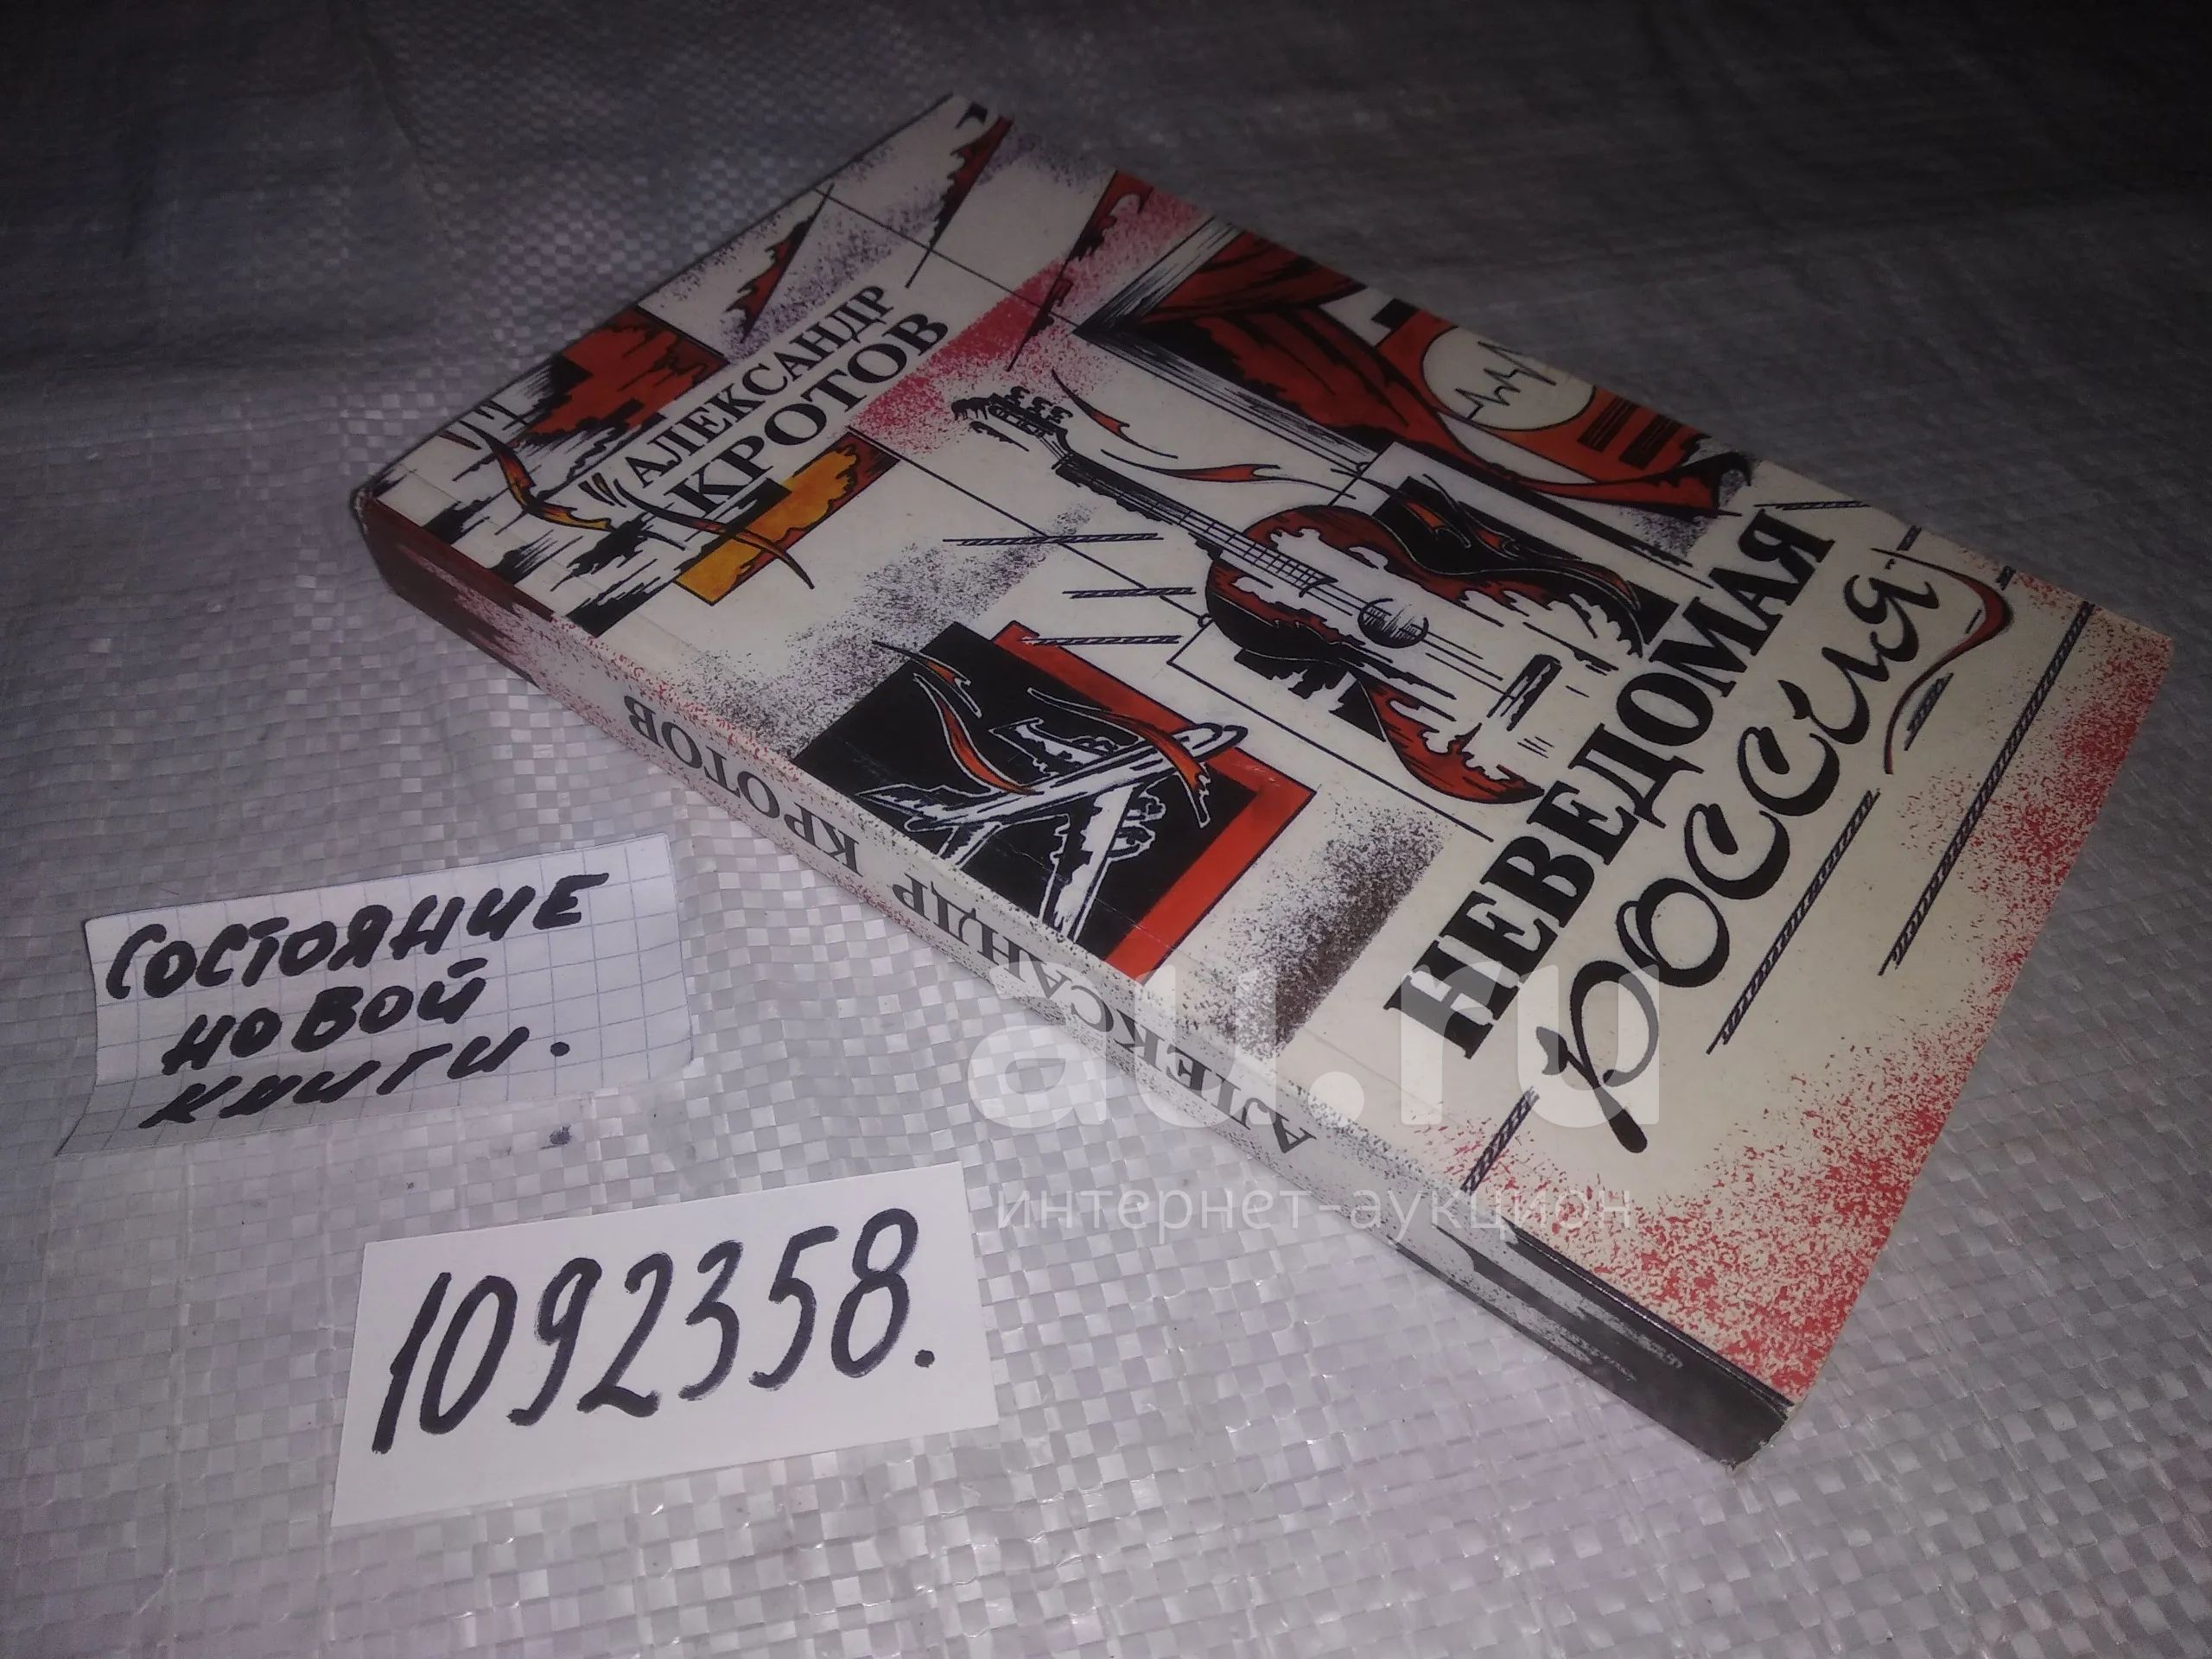 АЛЕКСАНДР
КРОТОВ
НЕВЕДОМАЯ
РОССИЯ
АЛЕКСАНДР КРОТОВ
СОСТОЯНИЕ
НОВОЙ
КНИГИ.
1092358.
au.ru
интернет-аукцион